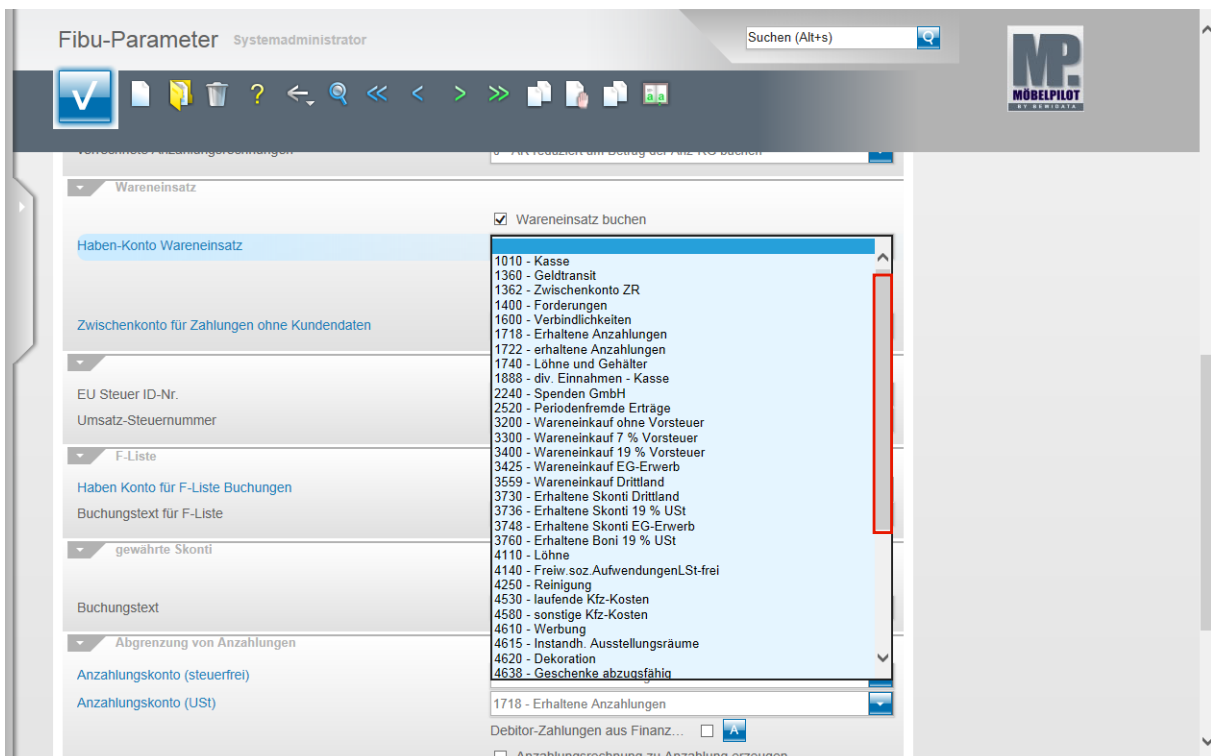 Fibu-Parameter Systemadministrator
Suchen (Alt+s)
MP.
MÖBELPILOT
BY BEMIDATA
Wareneinsatz
Wareneinsatz buchen
Haben-Konto Wareneinsatz
1010 - Kasse
1360 - Geldtransit
1362 - Zwischenkonto ZR
1400 - Forderungen
1600 - Verbindlichkeiten
1718 - Erhaltene Anzahlungen
1722 - erhaltene Anzahlungen
1740 - Löhne und Gehälter
1888 - div. Einnahmen - Kasse
2240 - Spenden GmbH
2520 - Periodenfremde Erträge
3200 - Wareneinkauf ohne Vorsteuer
3300 - Wareneinkauf 7 % Vorsteuer
3400 - Wareneinkauf 19 % Vorsteuer
3425 - Wareneinkauf EG-Erwerb
3559 - Wareneinkauf Drittland
3730 - Erhaltene Skonti Drittland
3736 - Erhaltene Skonti 19 % USt
3748 - Erhaltene Skonti EG-Erwerb
3760 - Erhaltene Boni 19 % USt
4110 - Löhne
4140 - Freiw.soz.AufwendungenLSt-frei
4250 - Reinigung
4530 - laufende Kfz-Kosten
4580 - sonstige Kfz-Kosten
4610 - Werbung
4615 - Instandh. Ausstellungsräume
4620 - Dekoration
4638 - Geschenke abzugsfähig
Zwischenkonto für Zahlungen ohne Kundendaten
EU Steuer ID-Nr.
Umsatz-Steuernummer
F-Liste
Haben Konto für F-Liste Buchungen
Buchungstext für F-Liste
gewährte Skonti
Buchungstext
Abgrenzung von Anzahlungen
Anzahlungskonto (steuerfrei)
Anzahlungskonto (USt)
1718 - Erhaltene Anzahlungen
Debitor-Zahlungen aus Finanz... A
Anzahlungsrechnung zu Anzahlung erzeugen